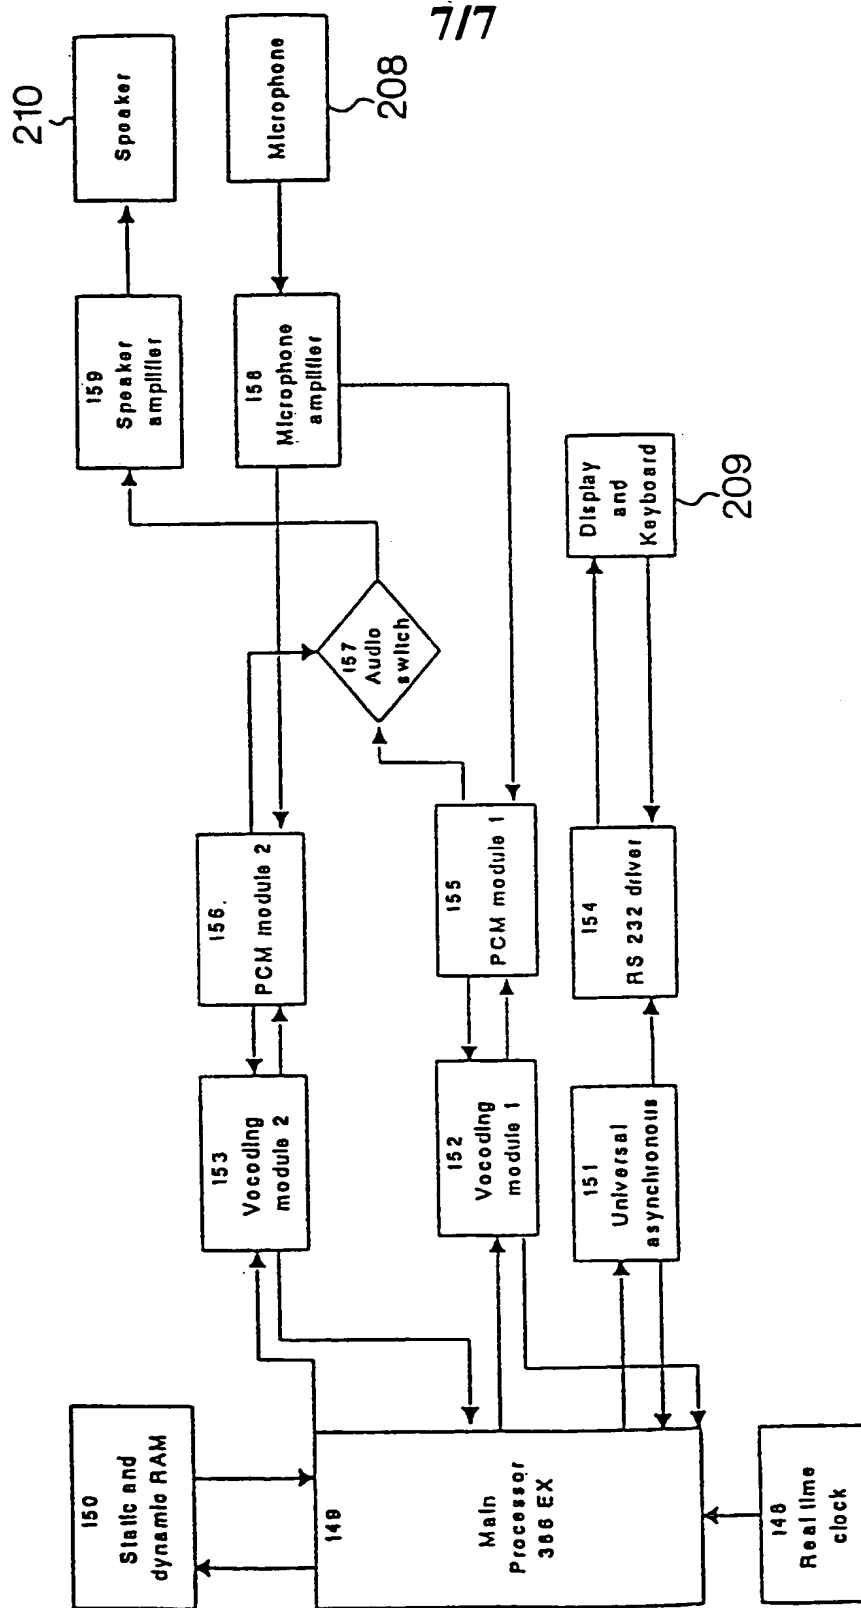 7/7
210
Speaker
Microphone
208
159
Speaker
amplifier
158
Microphone
amplifier
Display
and
Keyboard
209
157
Audio
switch
156.
PCM module 2
155
PCM module 1
154
RS 232 driver
153
Vocoding
module 2
152
Vocoding
module 1
151
Universal
asynchronous
150
Static and
dynamic RAM
149
Main
Processor
386 EX
148
Real time
clock